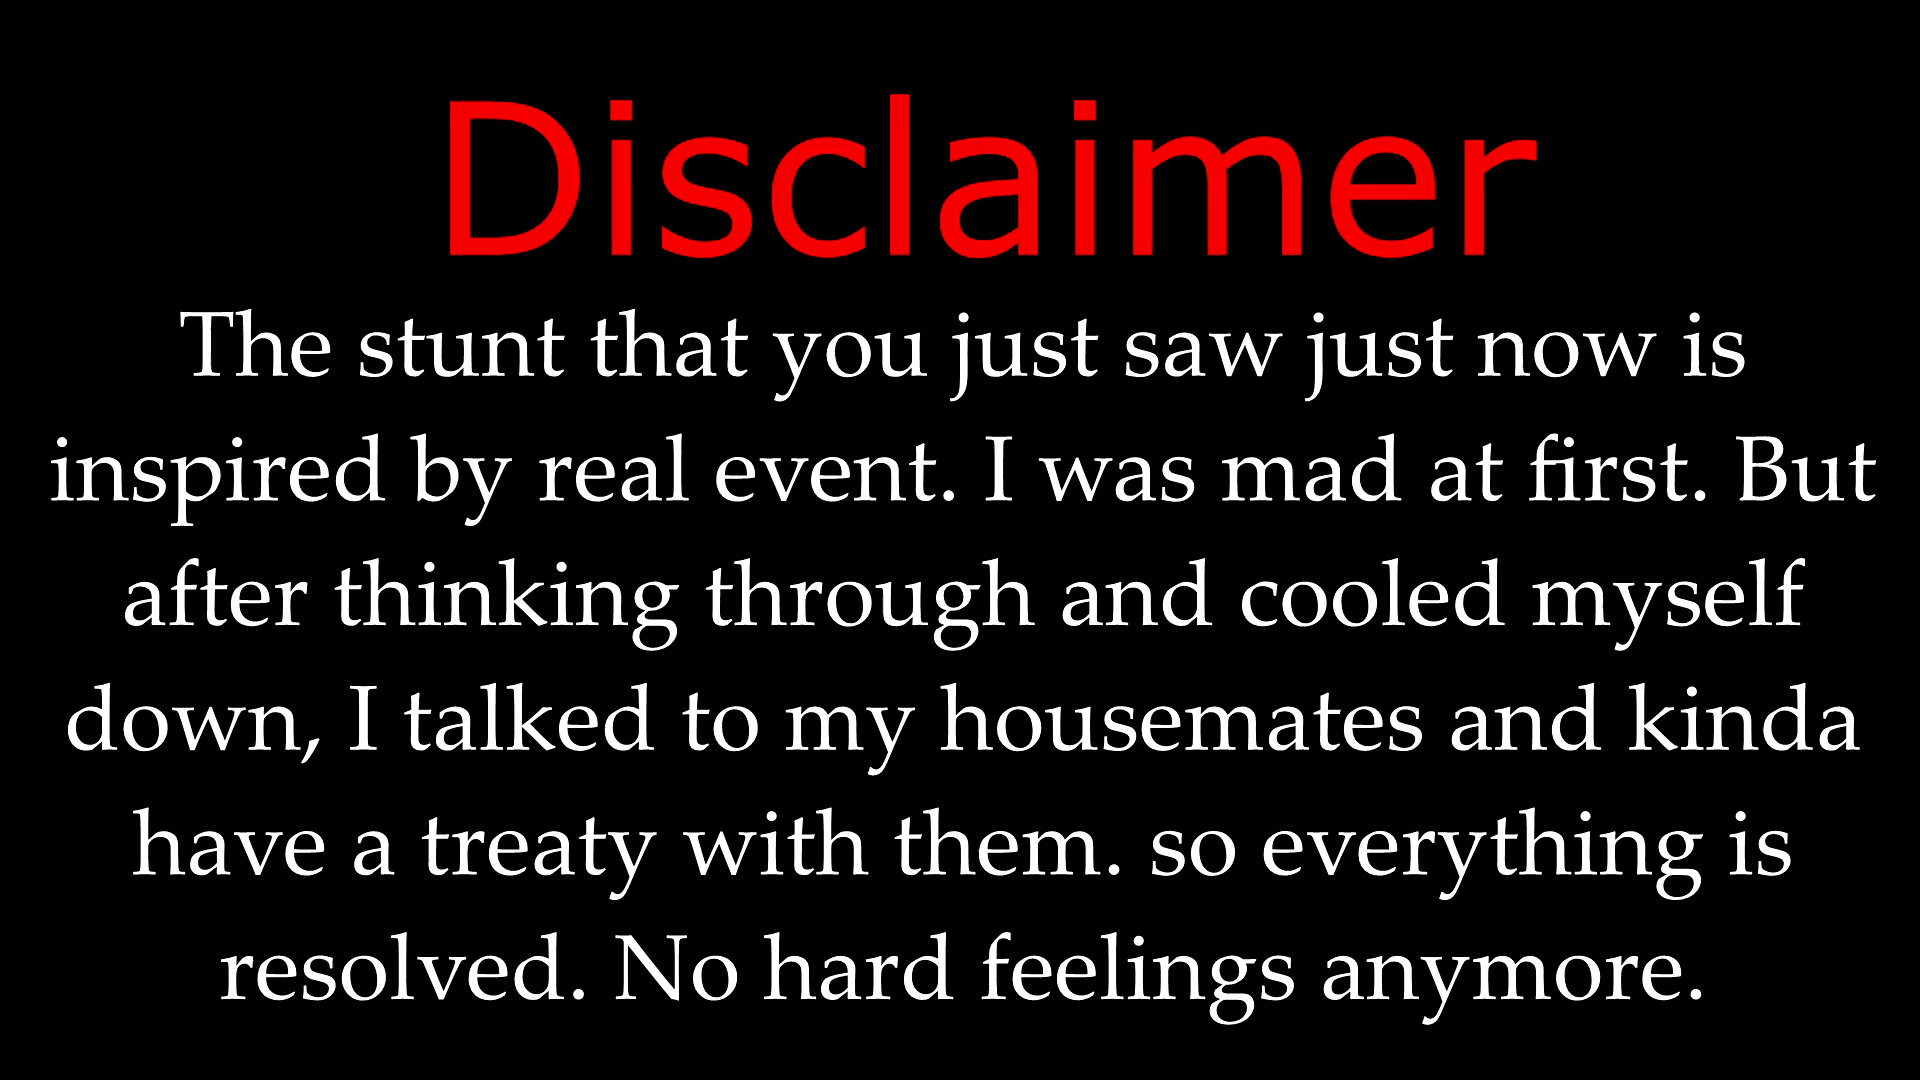 Disclaimer
The stunt that you just saw just now is
inspired by real event. I was mad at first. But
after thinking through and cooled myself
down, I talked to my housemates and kinda
have a treaty with them. so everything is
resolved. No hard feelings anymore.